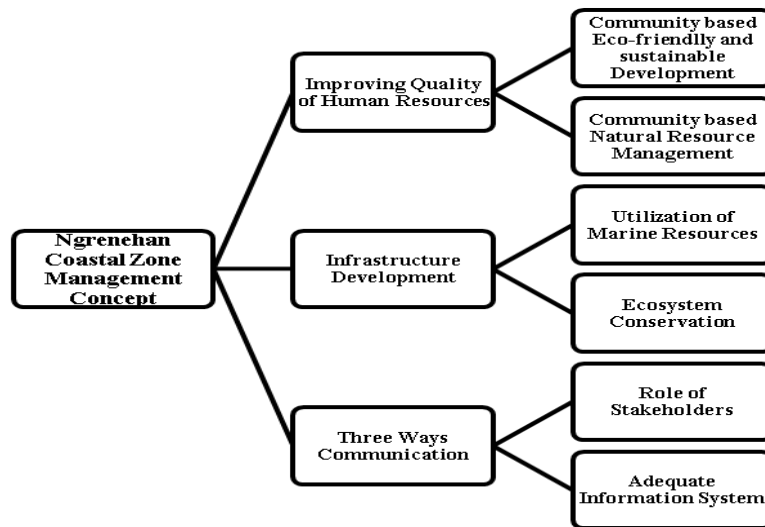 Community based
Eco-friendlly and
sustainable
Development
Improving Quality
of Human Resources
Community based
Natural Resource
Management
Ngrenehan
Coastal Zone
Management
Concept
Utilization of
Marine Resources
Infrastructure
Development
Ecosystem
Conservation
Role of
Stakeholders
Three Ways
Communication
Adequate
Information System